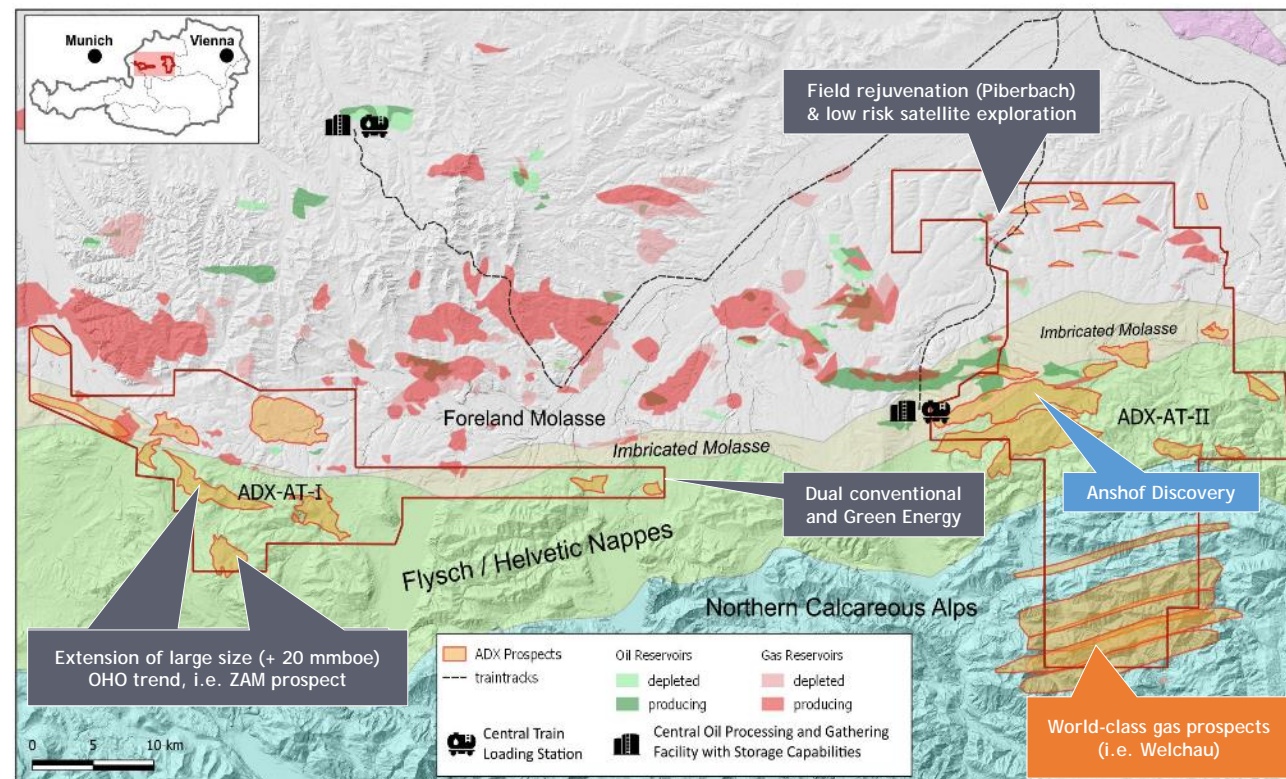 Munich
Vienna
Field rejuvenation (Piberbach)
& low risk satellite exploration
Imbricated Molasse
Foreland Molasse
Imbricated Molasse
ADX-AT-II
ADX-AT-I
Dual conventional
and Green Energy
Anshof Discovery
Flysch / Helvetic Nappes
Northern Calcareous Alps
Extension of large size (+ 20 mmboe)
OHO trend, i.e. ZAM prospect
World-class gas prospects
(i.e. Welchau)
ADX Prospects
traintracks
Oil Reservoirs
depleted
producing
Gas Reservoirs
depleted
producing
Central Train
Loading Station
Central Oil Processing and Gathering
Facility with Storage Capabilities
0 5 10 km